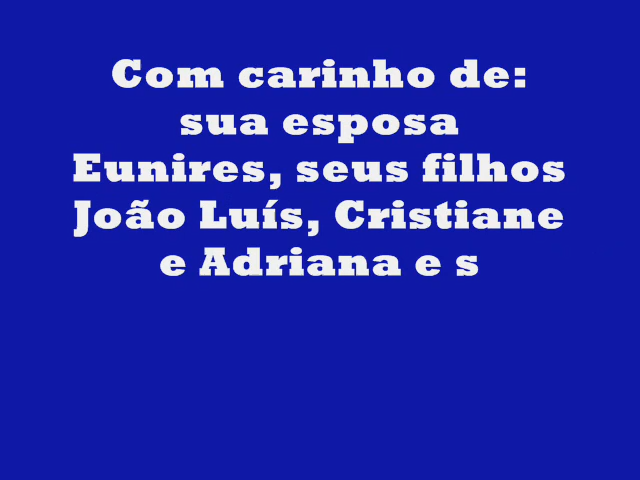 Com carinho de:
sua esposa
Eunires, seus filhos
João Luís, Cristiane
e Adriana e s